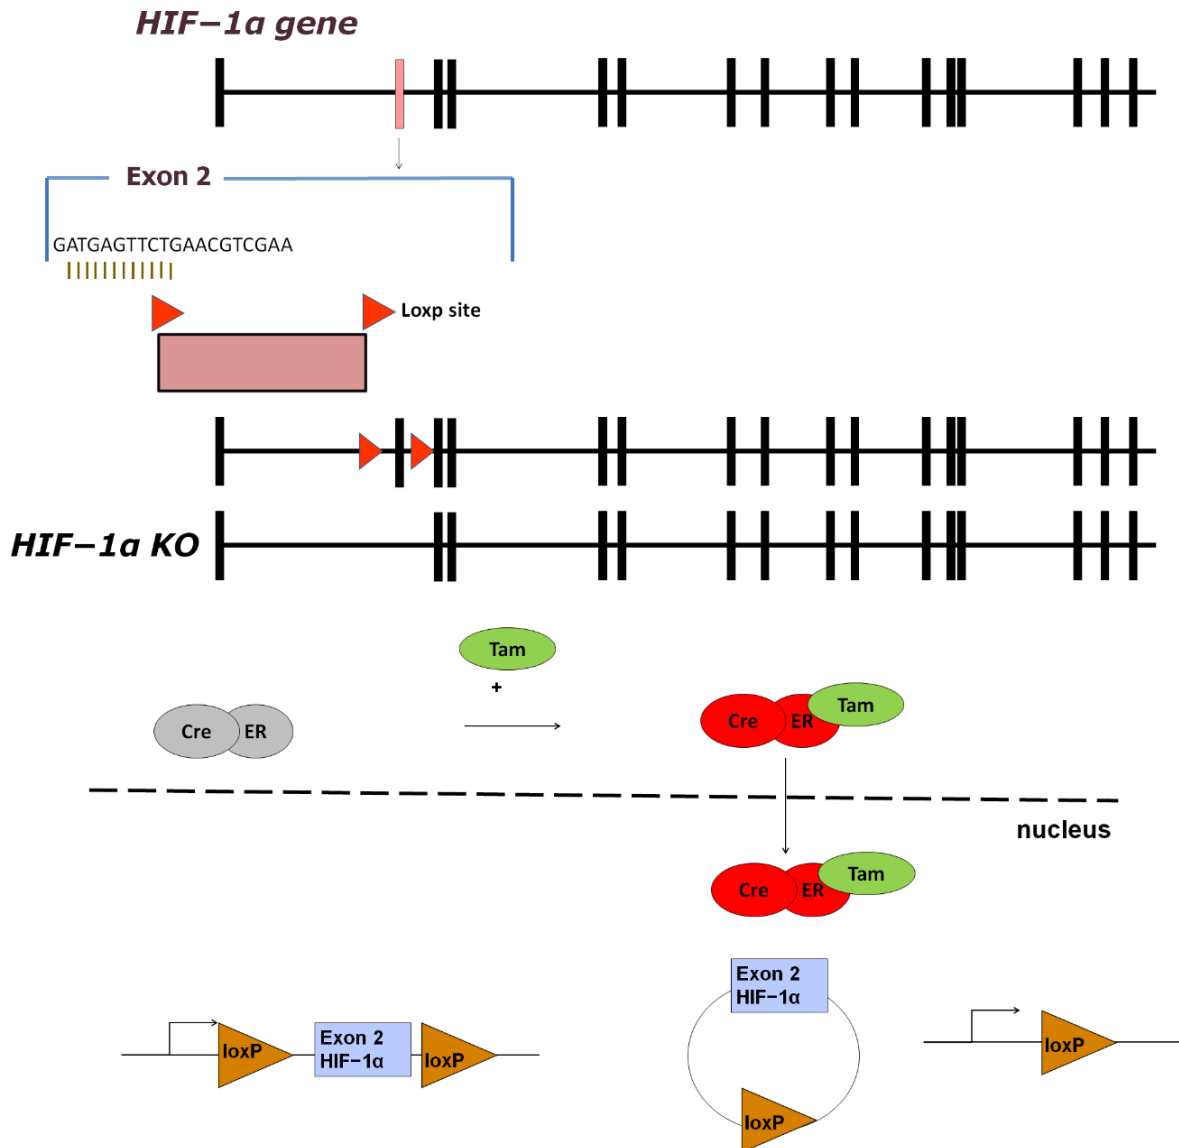 HIF−1a gene
Exon 2
GATGAGTTCTGAACGTCGAA
Loxp site
HIF−1a KO
Tam
+
Cre ER
Cre ER Tam
nucleus
Cre ER Tam
Exon 2
HIF−1α
loxP
Exon 2
HIF−1α
loxP
loxP
loxP